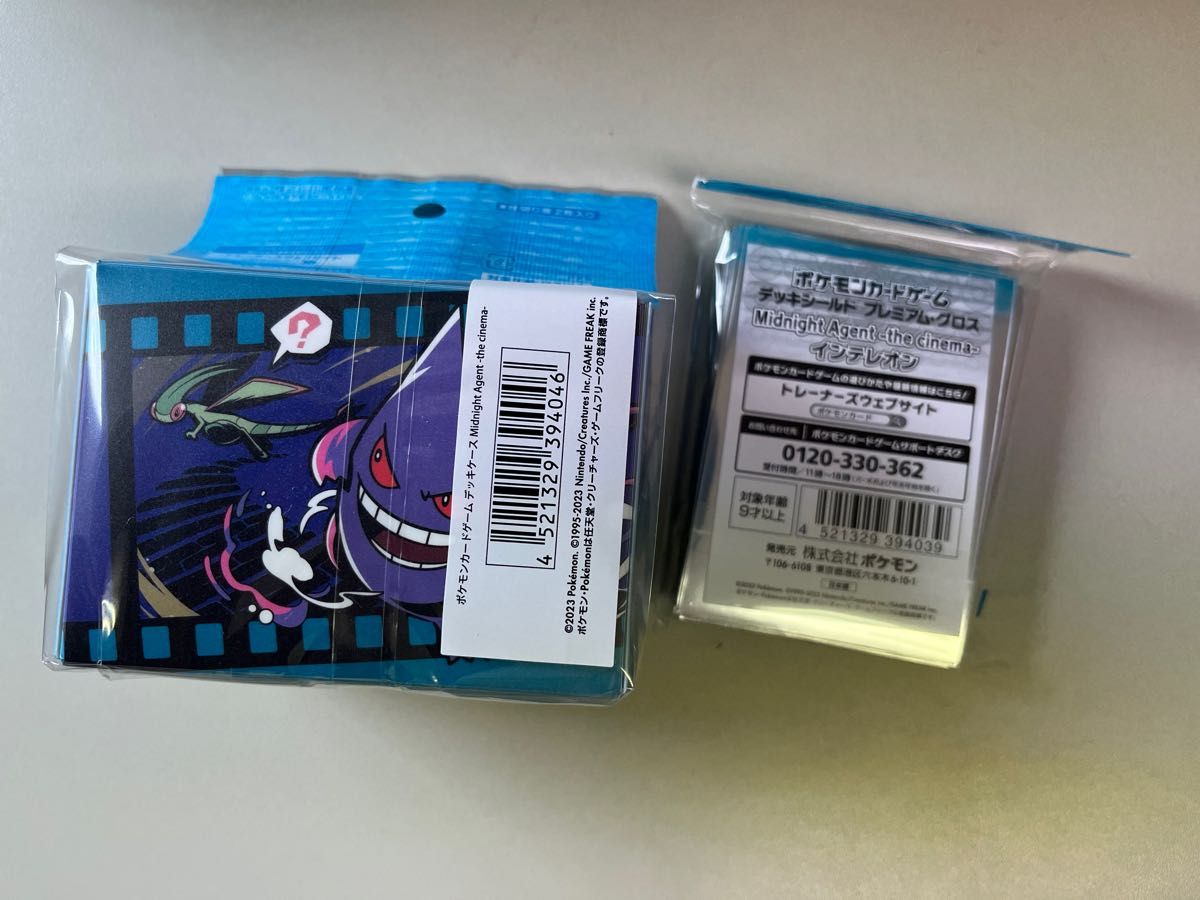 ?
ポケモンカードゲーム デッキケース Midnight Agent -the cinema-
4 521329 394046
©2023 Pokémon. ©1995-2023 Nintendo/Creatures Inc./GAME FREAK inc.
ポケモン・Pokémonは任天堂・クリーチャーズ・ゲームフリークの登録商標です。
ポケモンカードゲーム
デッキシールド プレミアム・グロス
Midnight Agent -the cinema-
インテレオン
ポケモンカードゲームの遊びかたや最新情報はこちら!
トレーナーズウェブサイト
ポケモンカード
お問い合わせ先 ポケモンカードゲームサポートデスク
0120-330-362
対象年齢
9才以上
4 521329 394039
発売元 株式会社 ポケモン
〒106-6108 東京都港区六本木6-10-1
日本製